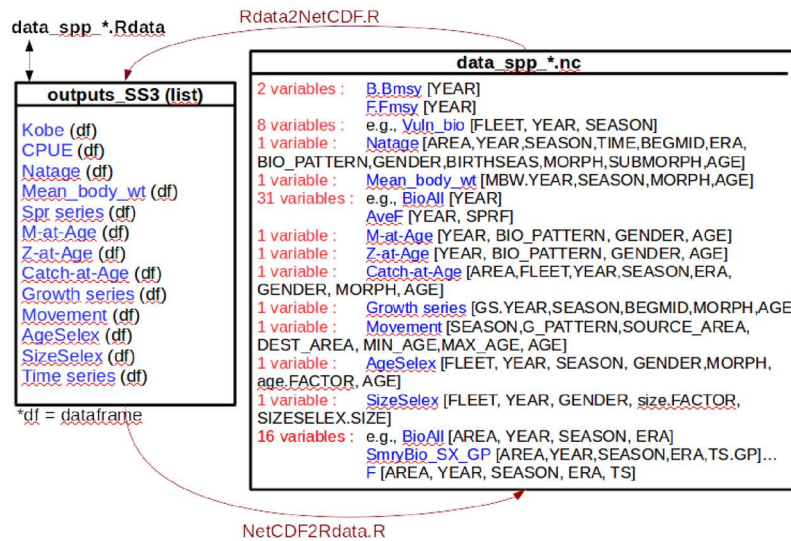 Rdata2NetCDF.R
data_spp_*.Rdata
outputs_SS3 (list)
Kobe (df)
CPUE (df)
Natage (df)
Mean_body_wt (df)
Spr series (df)
M-at-Age (df)
Z-at-Age (df)
Catch-at-Age (df)
Growth series (df)
Movement (df)
AgeSelex (df)
SizeSelex (df)
Time series (df)
*df = dataframe
data_spp_*.nc
2 variables : B.Bmsy [YEAR]
F.Fmsy [YEAR]
8 variables : e.g., Vuln_bio [FLEET, YEAR, SEASON]
1 variable : Natage [AREA,YEAR,SEASON,TIME,BEGMID,ERA,
BIO_PATTERN,GENDER,BIRTHSEAS,MORPH,SUBMORPH,AGE]
1 variable : Mean_body_wt [MBW.YEAR,SEASON,MORPH,AGE]
31 variables : e.g., BioAll [YEAR]
AveF [YEAR, SPRF]
1 variable : M-at-Age [YEAR, BIO_PATTERN, GENDER, AGE]
1 variable : Z-at-Age [YEAR, BIO_PATTERN, GENDER, AGE]
1 variable : Catch-at-Age [AREA,FLEET,YEAR,SEASON,ERA,
GENDER, MORPH, AGE]
1 variable : Growth series [GS.YEAR,SEASON,BEGMID,MORPH,AGE
1 variable : Movement [SEASON,G_PATTERN,SOURCE_AREA,
DEST_AREA, MIN_AGE,MAX_AGE, AGE]
1 variable : AgeSelex [FLEET, YEAR, SEASON, GENDER,MORPH,
age.FACTOR, AGE]
1 variable : SizeSelex [FLEET, YEAR, GENDER, size.FACTOR,
SIZESELEX.SIZE]
16 variables : e.g., BioAll [AREA, YEAR, SEASON, ERA]
SmryBio_SX_GP [AREA,YEAR,SEASON,ERA,TS.GP]...
F [AREA, YEAR, SEASON, ERA, TS]
NetCDF2Rdata.R